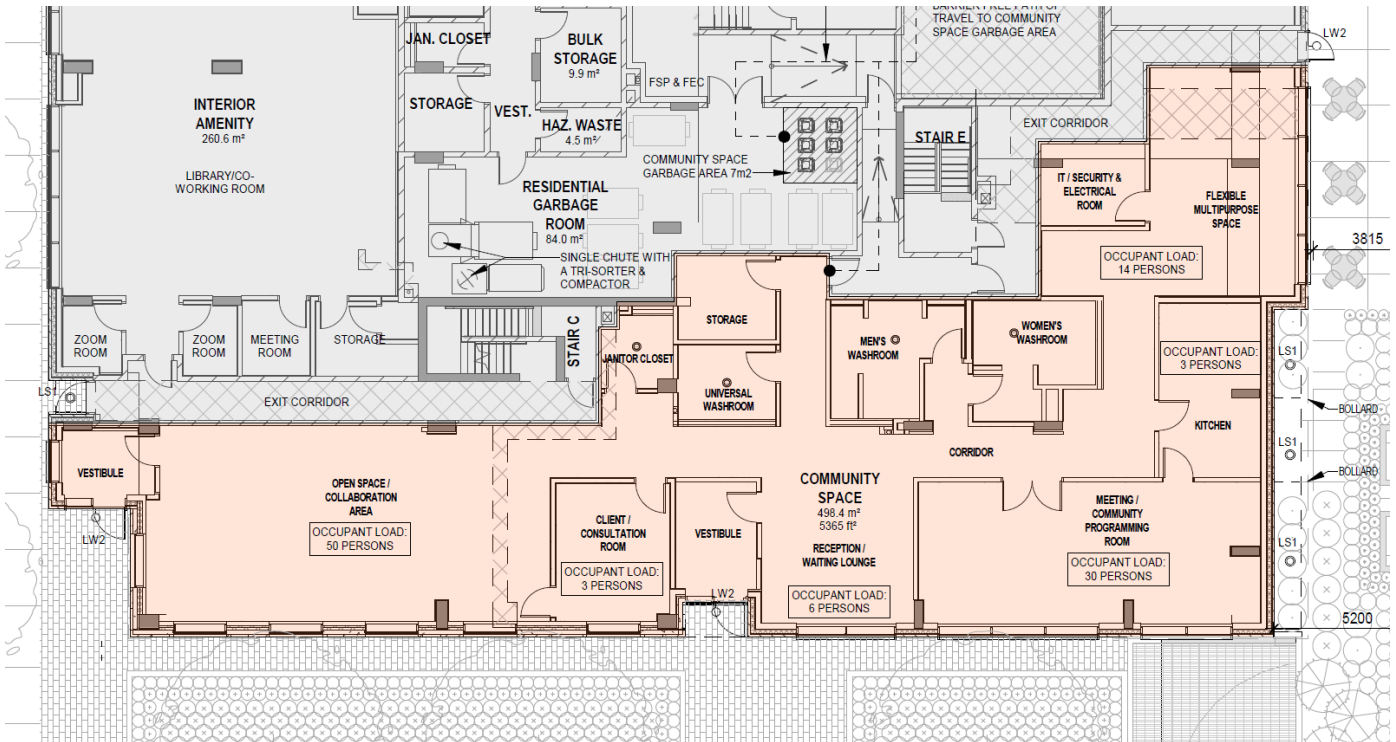 BARRIER FREE PATH OF
TRAVEL TO COMMUNITY
SPACE GARBAGE AREA
LW2
JAN. CLOSET
BULK
STORAGE
9.9 m²
FSP & FEC
INTERIOR
AMENITY
260.6 m²
STORAGE
VEST.
HAZ. WASTE
4.5 m²
EXIT CORRIDOR
STAIR E
LIBRARY/CO-
WORKING ROOM
COMMUNITY SPACE
GARBAGE AREA 7m2
RESIDENTIAL
GARBAGE
ROOM
84.0 m²
IT / SECURITY &
ELECTRICAL
ROOM
FLEXIBLE
MULTIPURPOSE
SPACE
3815
SINGLE CHUTE WITH
A TRI-SORTER &
COMPACTOR
OCCUPANT LOAD:
14 PERSONS
ZOOM
ROOM
ZOOM
ROOM
MEETING
ROOM
STORAGE
STAIR C
STORAGE
MEN'S
WASHROOM
WOMEN'S
WASHROOM
JANITOR CLOSET
OCCUPANT LOAD:
3 PERSONS
LS1
LS1
UNIVERSAL
WASHROOM
EXIT CORRIDOR
BOLLARD
KITCHEN
LS1
VESTIBULE
CORRIDOR
BOLLARD
OPEN SPACE /
COLLABORATION
AREA
OCCUPANT LOAD:
50 PERSONS
LW2
COMMUNITY
SPACE
498.4 m²
5365 ft²
CLIENT /
CONSULTATION
ROOM
OCCUPANT LOAD:
3 PERSONS
VESTIBULE
RECEPTION /
WAITING LOUNGE
OCCUPANT LOAD:
6 PERSONS
MEETING /
COMMUNITY
PROGRAMMING
ROOM
OCCUPANT LOAD:
30 PERSONS
LS1
LW2
5200